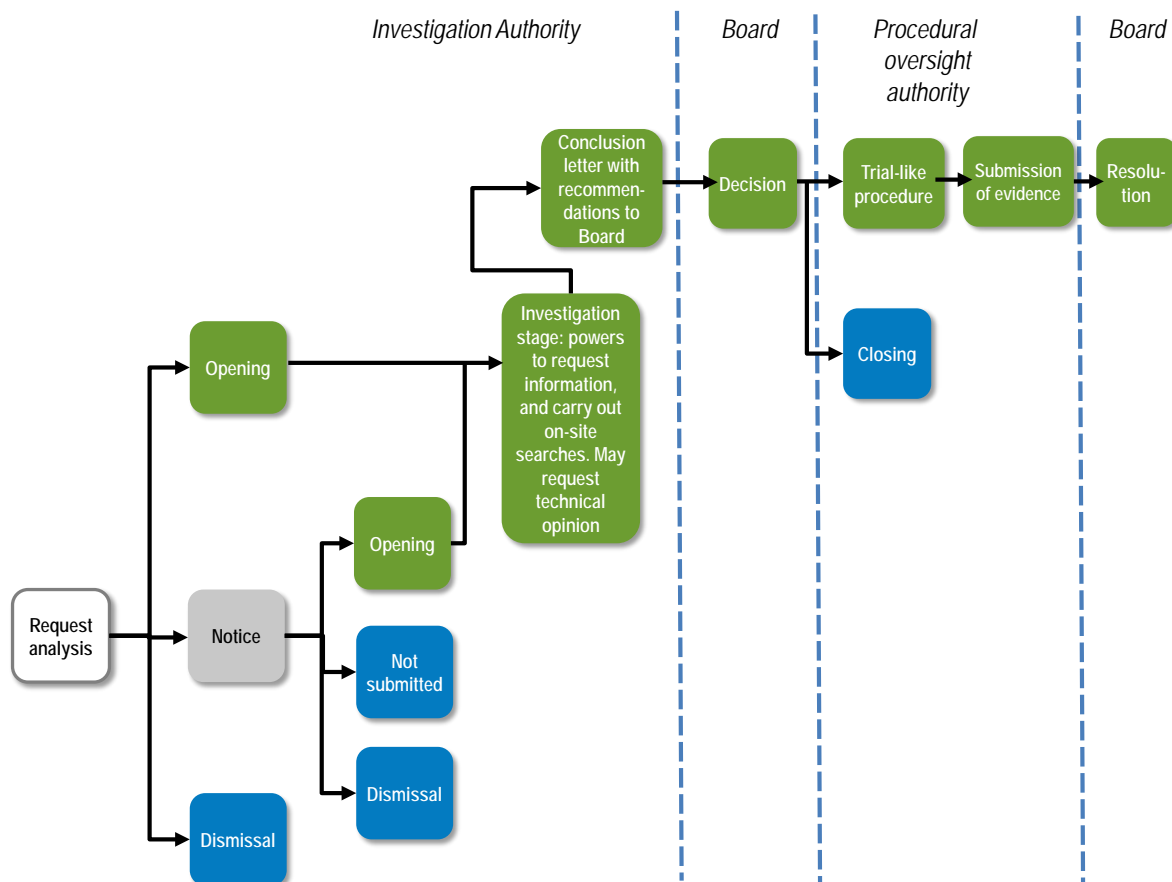 Investigation Authority
Board
Procedural
oversight
authority
Board
Conclusion
letter with
recommen-
dations to
Board
Decision
Trial-like
procedure
Submission
of evidence
Resolu-
tion
Investigation
stage: powers
to request
information,
and carry out
on-site
searches. May
request
technical
opinion
Opening
Closing
Opening
Request
analysis
Notice
Not
submitted
Dismissal
Dismissal